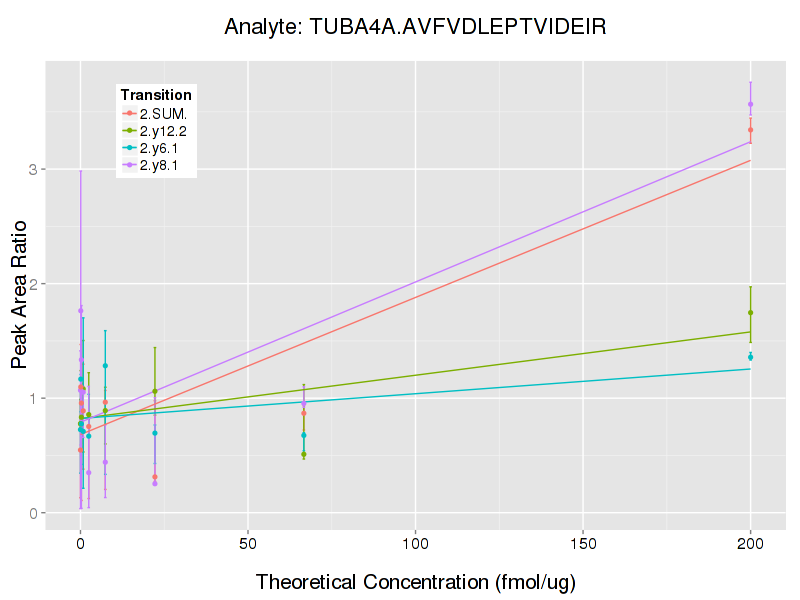 Analyte: TUBA4A.AVFVDLEPTVIDEIR
Transition
2.SUM.
2.y12.2
2.y6.1
2.y8.1
Peak Area Ratio
3
2
1
0
0 50 100 150 200
Theoretical Concentration (fmol/ug)